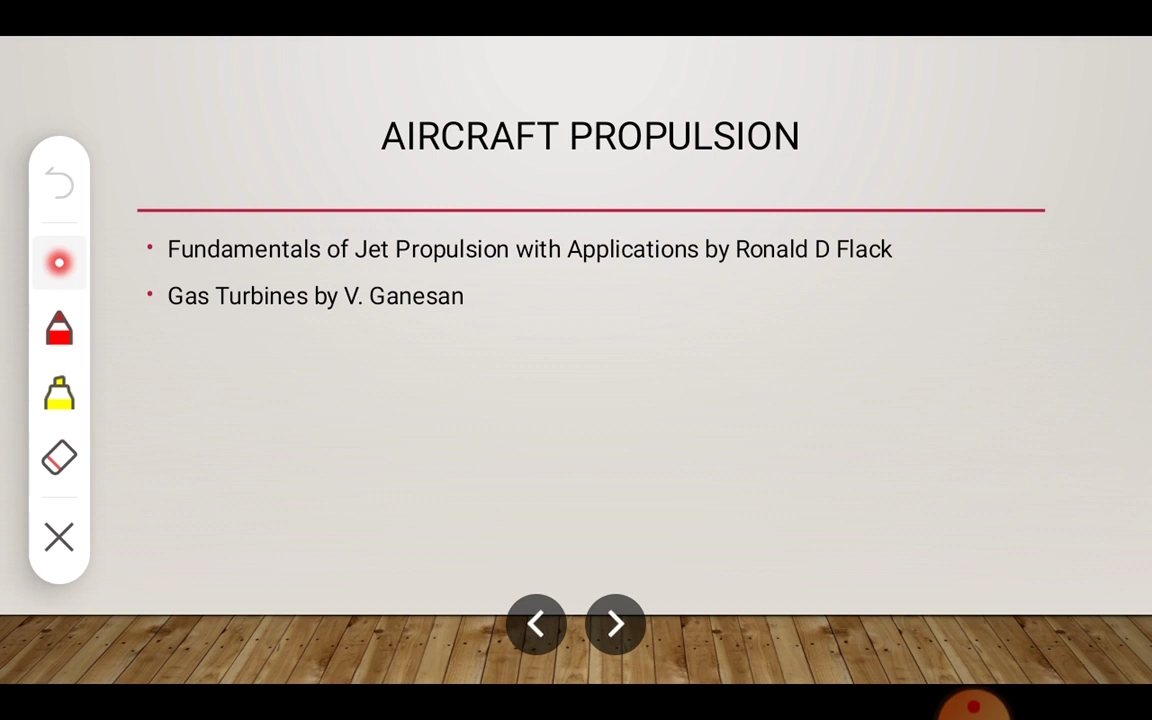 AIRCRAFT PROPULSION
• Fundamentals of Jet Propulsion with Applications by Ronald D Flack
• Gas Turbines by V. Ganesan